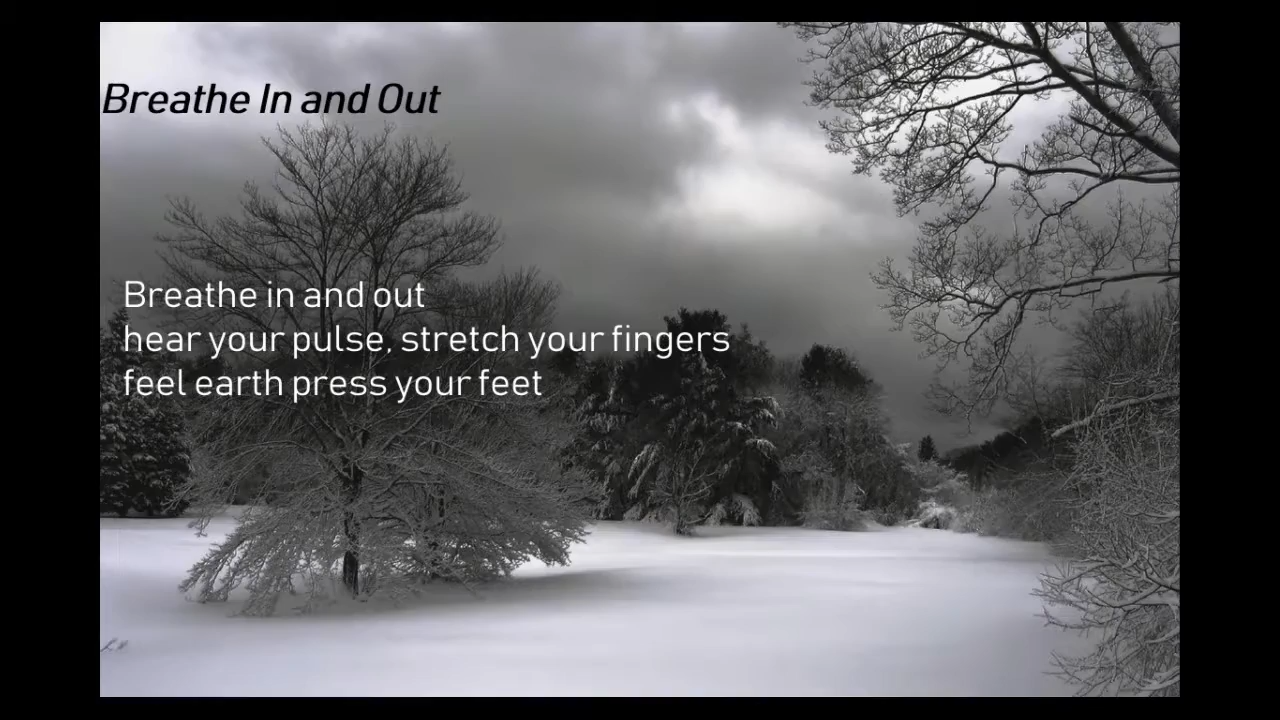 Breathe In and Out
Breathe in and out
hear your pulse, stretch your fingers
feel earth press your feet